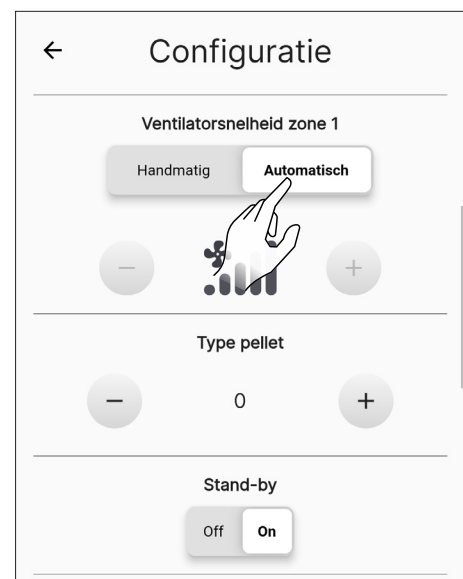 Configuratie
Ventilatorsnelheid zone 1
Handmatig Automatisch
− +
Type pellet
− 0 +
Stand-by
Off On